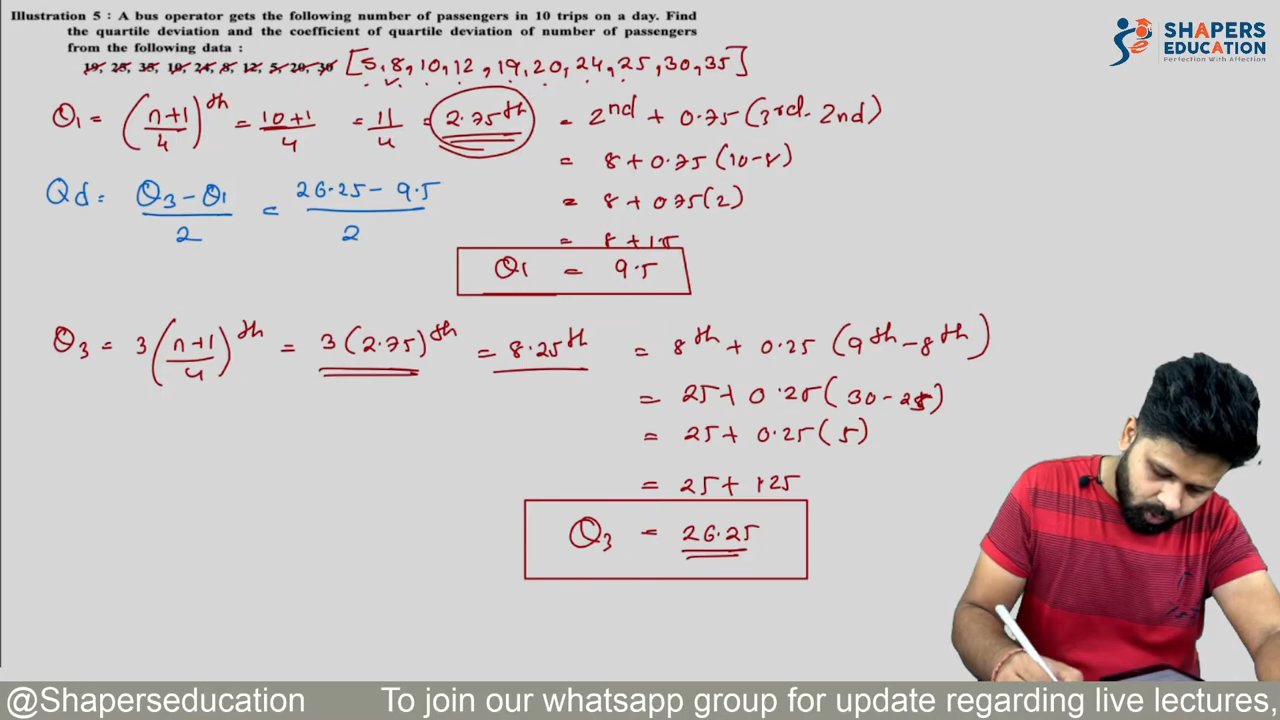 Illustration 5 : A bus operator gets the following number of passengers in 10 trips on a day. Find
the quartile deviation and the coefficient of quartile deviation of number of passengers
from the following data :
19, 25, 35, 10, 24, 8, 12, 5, 20, 30 [5, 8, 10, 12, 19, 20, 24, 25, 30, 35]
Q1 = (n+1/4)th = 10+1/4 = 11/4 = 2.75th = 2nd + 0.75 (3rd - 2nd)
= 8 + 0.75 (10-8)
= 8 + 0.75 (2)
= 8 + 1.5
Q1 = 9.5
Qd = Q3 - Q1 / 2 = 26.25 - 9.5 / 2
Q3 = 3(n+1/4)th = 3(2.75)th = 8.25th = 8th + 0.25 (9th - 8th)
= 25 + 0.25 (30 - 25)
= 25 + 0.25 (5)
= 25 + 1.25
Q3 = 26.25
SHAPERS
EDUCATION
Perfection With Affection
@Shaperseducation To join our whatsapp group for update regarding live lectures,